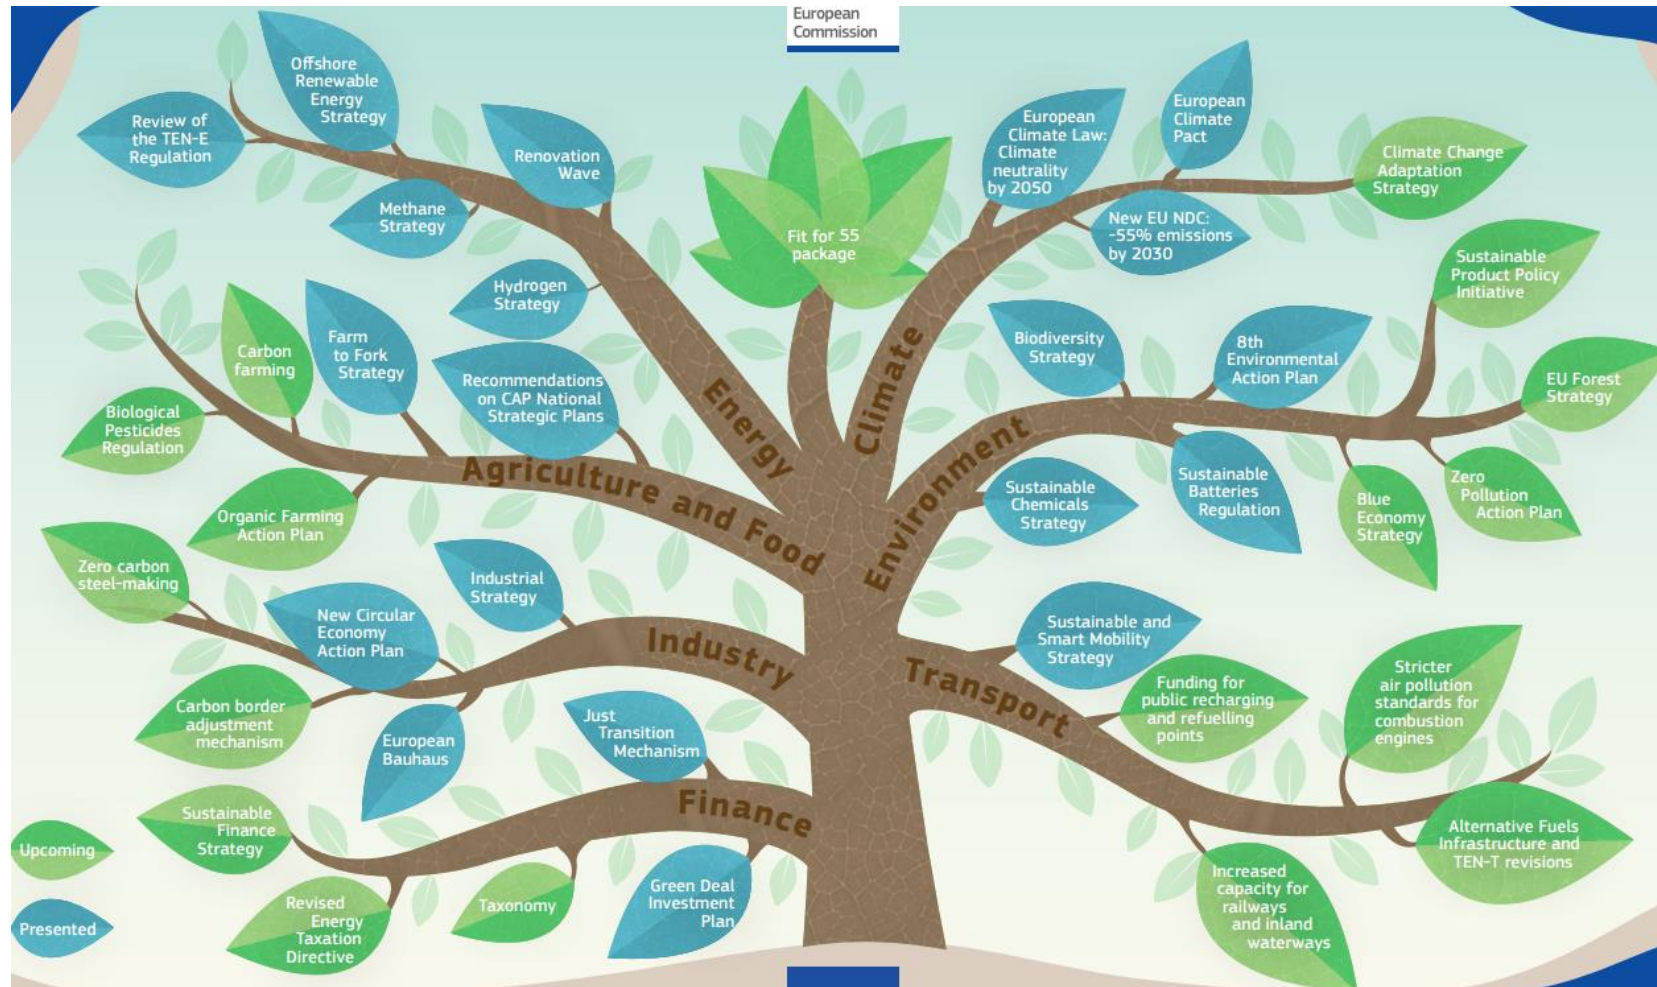 European
Commission
Offshore
Renewable
Energy
Strategy
Review of
the TEN-E
Regulation
Renovation
Wave
Methane
Strategy
Hydrogen
Strategy
Energy
Fit for 55
package
European
Climate Law:
Climate
neutrality
by 2050
European
Climate
Pact
Climate Change
Adaptation
Strategy
New EU NDC:
-55% emissions
by 2030
Climate
Carbon
farming
Farm
to Fork
Strategy
Recommendations
on CAP National
Strategic Plans
Biological
Pesticides
Regulation
Organic Farming
Action Plan
Agriculture and Food
Sustainable
Product Policy
Initiative
Biodiversity
Strategy
8th
Environmental
Action Plan
EU Forest
Strategy
Sustainable
Chemicals
Strategy
Sustainable
Batteries
Regulation
Blue
Economy
Strategy
Zero
Pollution
Action Plan
Environment
Zero carbon
steel-making
New Circular
Economy
Action Plan
Industrial
Strategy
Carbon border
adjustment
mechanism
European
Bauhaus
Industry
Sustainable and
Smart Mobility
Strategy
Funding for
public recharging
and refuelling
points
Stricter
air pollution
standards for
combustion
engines
Alternative Fuels
Infrastructure and
TEN-T revisions
Increased
capacity for
railways
and inland
waterways
Transport
Just
Transition
Mechanism
Sustainable
Finance
Strategy
Revised
Energy
Taxation
Directive
Taxonomy
Green Deal
Investment
Plan
Finance
Upcoming
Presented